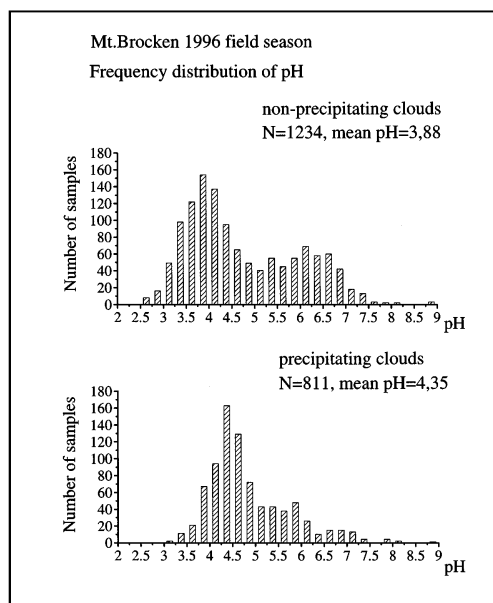 Mt.Brocken 1996 field season
Frequency distribution of pH
non-precipitating clouds
N=1234, mean pH=3,88
Number of samples
180
160
140
120
100
80
60
40
20
0
2 2.5 3 3.5 4 4.5 5 5.5 6 6.5 7 7.5 8 8.5 9
pH
precipitating clouds
N=811, mean pH=4,35
Number of samples
180
160
140
120
100
80
60
40
20
0
2 2.5 3 3.5 4 4.5 5 5.5 6 6.5 7 7.5 8 8.5 9
pH